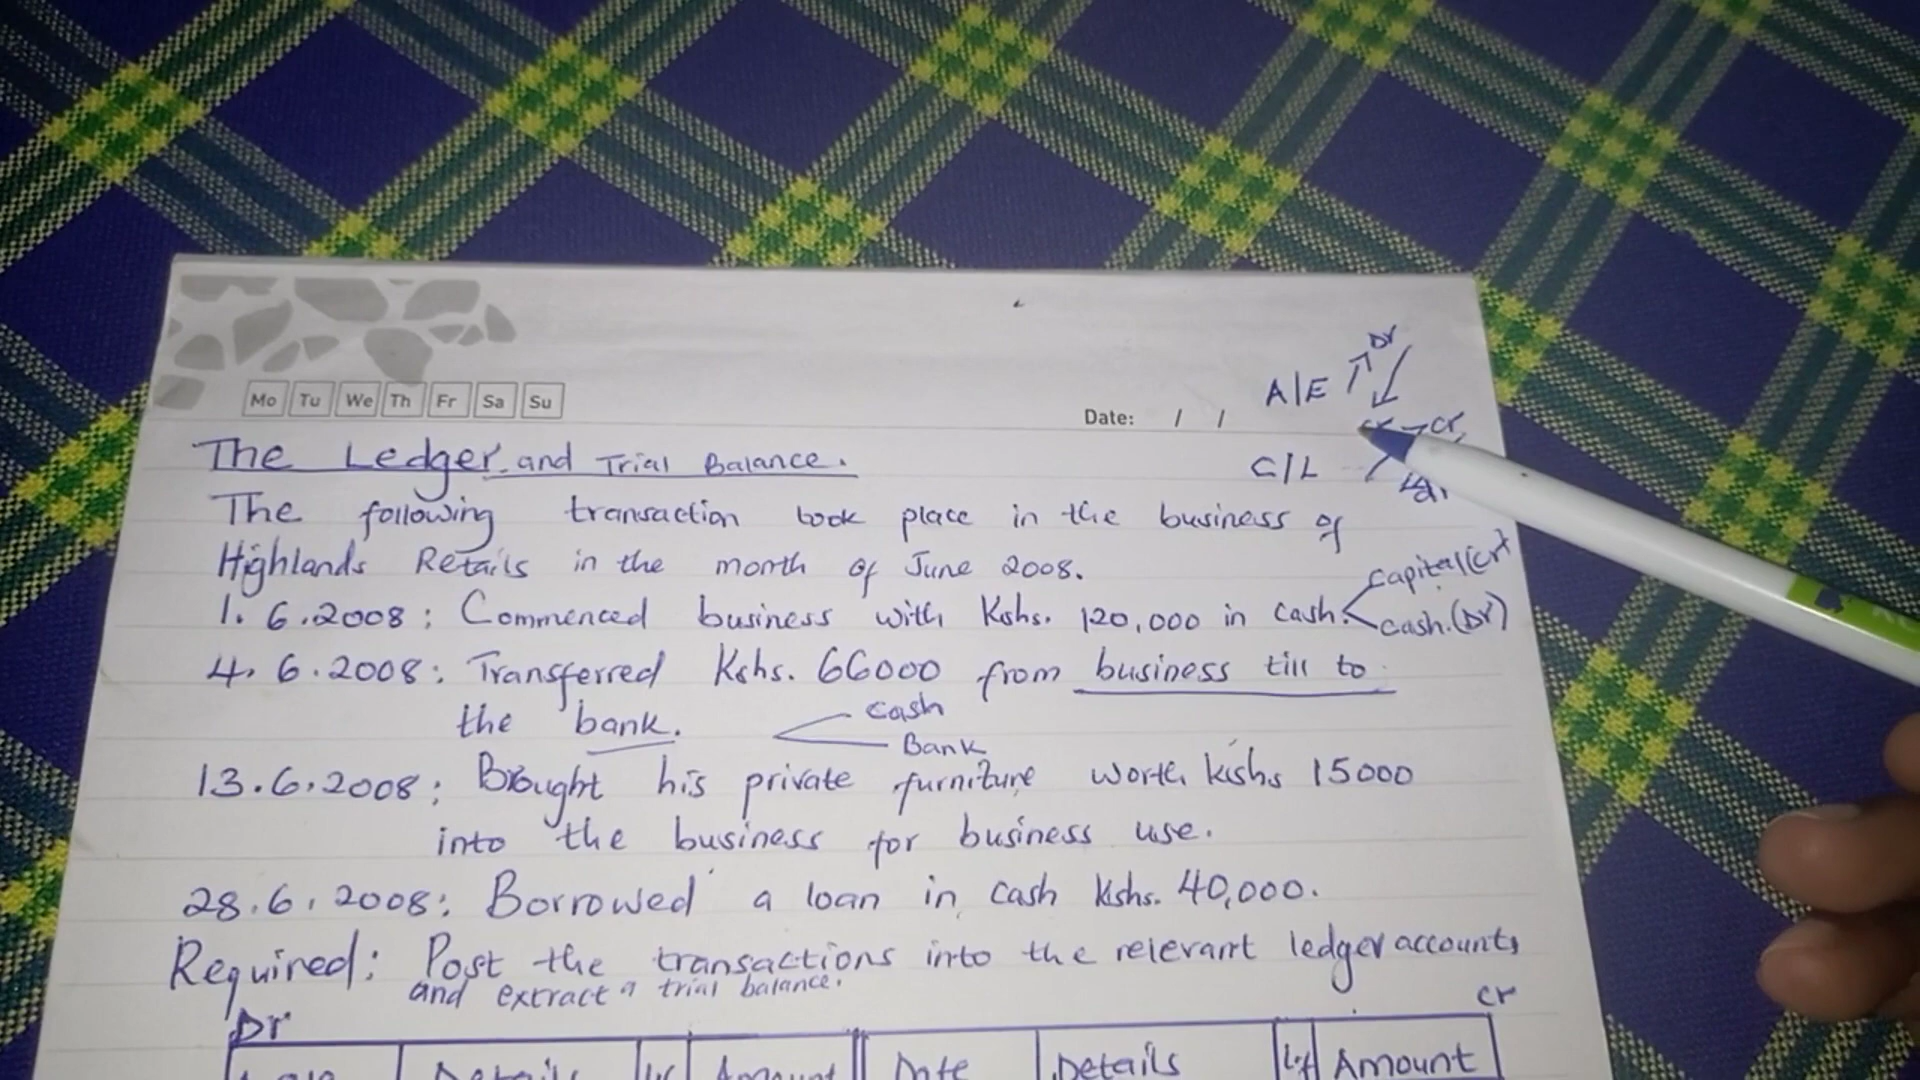 Mo Tu We Th Fr Sa Su
Date: / /
Dr
A/E
cr
C/L
The Ledger and Trial Balance.
The following transaction took place in the business of
Highlands Retails in the month of June 2008.
1. 6. 2008: Commenced business with Kshs. 120,000 in cash.
capital(cr)
cash.(Dr)
4. 6. 2008: Transferred Kshs. 66000 from business till to
the bank.
Cash
Bank
13.6.2008: Brought his private furniture worth kshs 15000
into the business for business use.
28.6.2008: Borrowed a loan in cash Kshs. 40,000.
Required: Post the transactions into the relevant ledger accounts
and extract a trial balance.
Dr cr
Details Amount Date Details L/f Amount